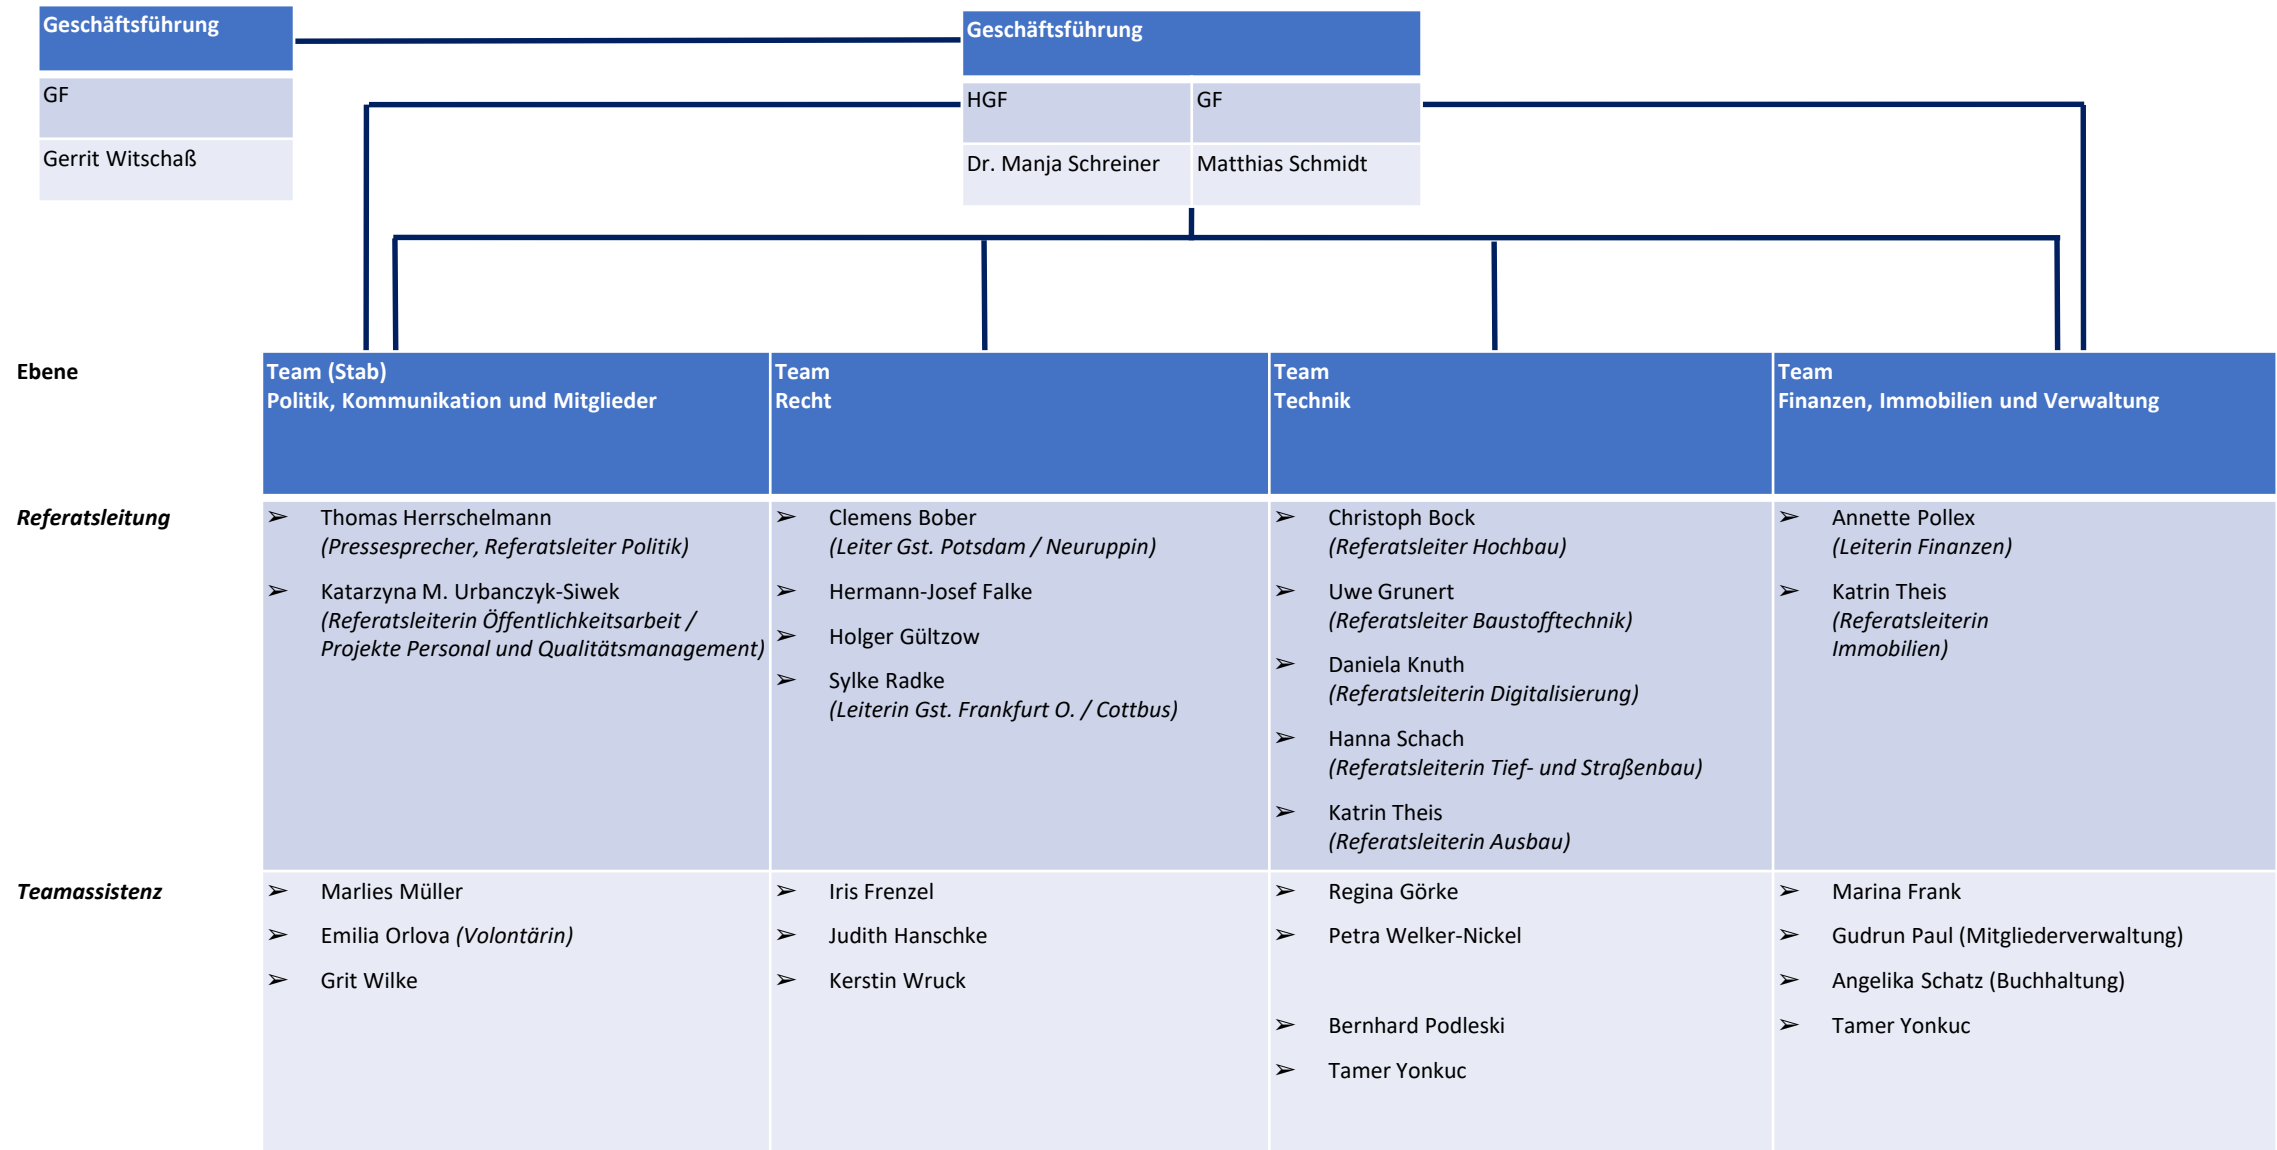 Geschäftsführung
GF
Gerrit Witschaß
Geschäftsführung
HGF
GF
Dr. Manja Schreiner
Matthias Schmidt
Ebene
Team (Stab)
Politik, Kommunikation und Mitglieder
Team
Recht
Team
Technik
Team
Finanzen, Immobilien und Verwaltung
Referatsleitung
➢ Thomas Herrschelmann
(Pressesprecher, Referatsleiter Politik)
➢ Katarzyna M. Urbanczyk-Siwek
(Referatsleiterin Öffentlichkeitsarbeit /
Projekte Personal und Qualitätsmanagement)
➢ Clemens Bober
(Leiter Gst. Potsdam / Neuruppin)
➢ Hermann-Josef Falke
➢ Holger Gültzow
➢ Sylke Radke
(Leiterin Gst. Frankfurt O. / Cottbus)
➢ Christoph Bock
(Referatsleiter Hochbau)
➢ Uwe Grunert
(Referatsleiter Baustofftechnik)
➢ Daniela Knuth
(Referatsleiterin Digitalisierung)
➢ Hanna Schach
(Referatsleiterin Tief- und Straßenbau)
➢ Katrin Theis
(Referatsleiterin Ausbau)
➢ Annette Pollex
(Leiterin Finanzen)
➢ Katrin Theis
(Referatsleiterin
Immobilien)
Teamassistenz
➢ Marlies Müller
➢ Emilia Orlova (Volontärin)
➢ Grit Wilke
➢ Iris Frenzel
➢ Judith Hanschke
➢ Kerstin Wruck
➢ Regina Görke
➢ Petra Welker-Nickel
➢ Bernhard Podleski
➢ Tamer Yonkuc
➢ Marina Frank
➢ Gudrun Paul (Mitgliederverwaltung)
➢ Angelika Schatz (Buchhaltung)
➢ Tamer Yonkuc